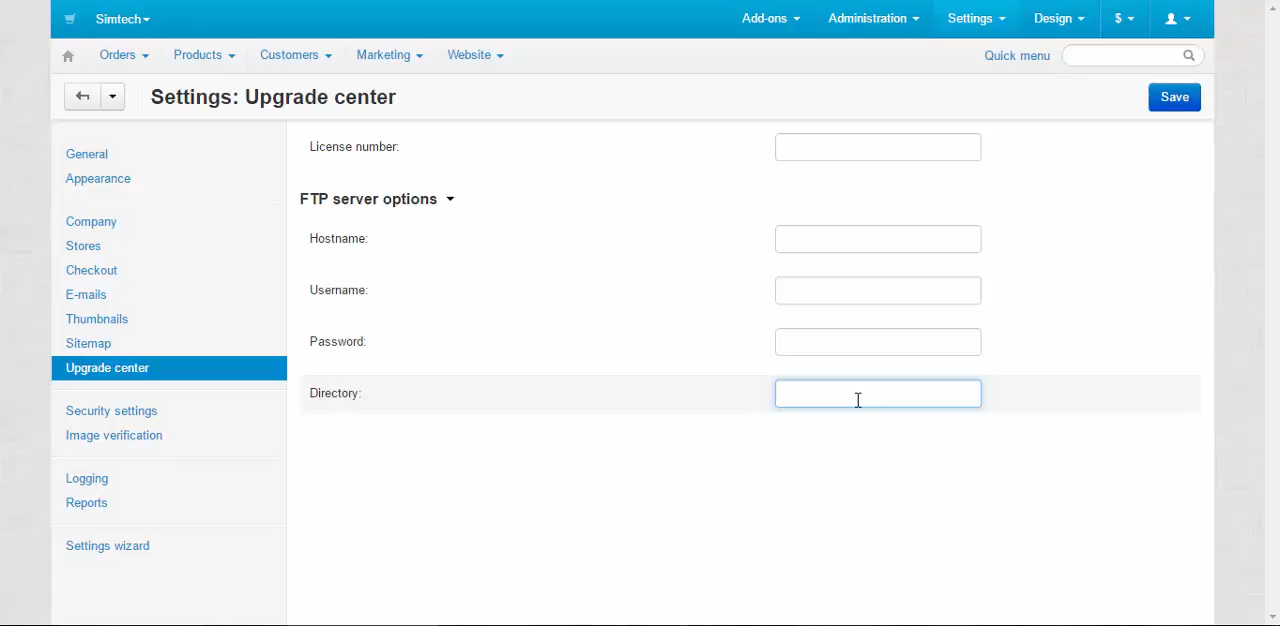 Simtech
Add-ons
Administration
Settings
Design
$
Orders
Products
Customers
Marketing
Website
Quick menu
Settings: Upgrade center
Save
General
Appearance
Company
Stores
Checkout
E-mails
Thumbnails
Sitemap
Upgrade center
Security settings
Image verification
Logging
Reports
Settings wizard
License number:
FTP server options
Hostname:
Username:
Password:
Directory: